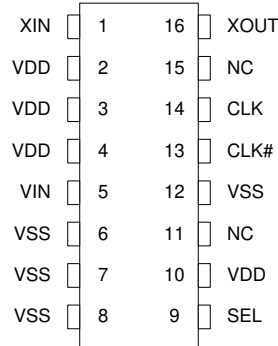 XIN 1 16 XOUT
VDD 2 15 NC
VDD 3 14 CLK
VDD 4 13 CLK#
VIN 5 12 VSS
VSS 6 11 NC
VSS 7 10 VDD
VSS 8 9 SEL